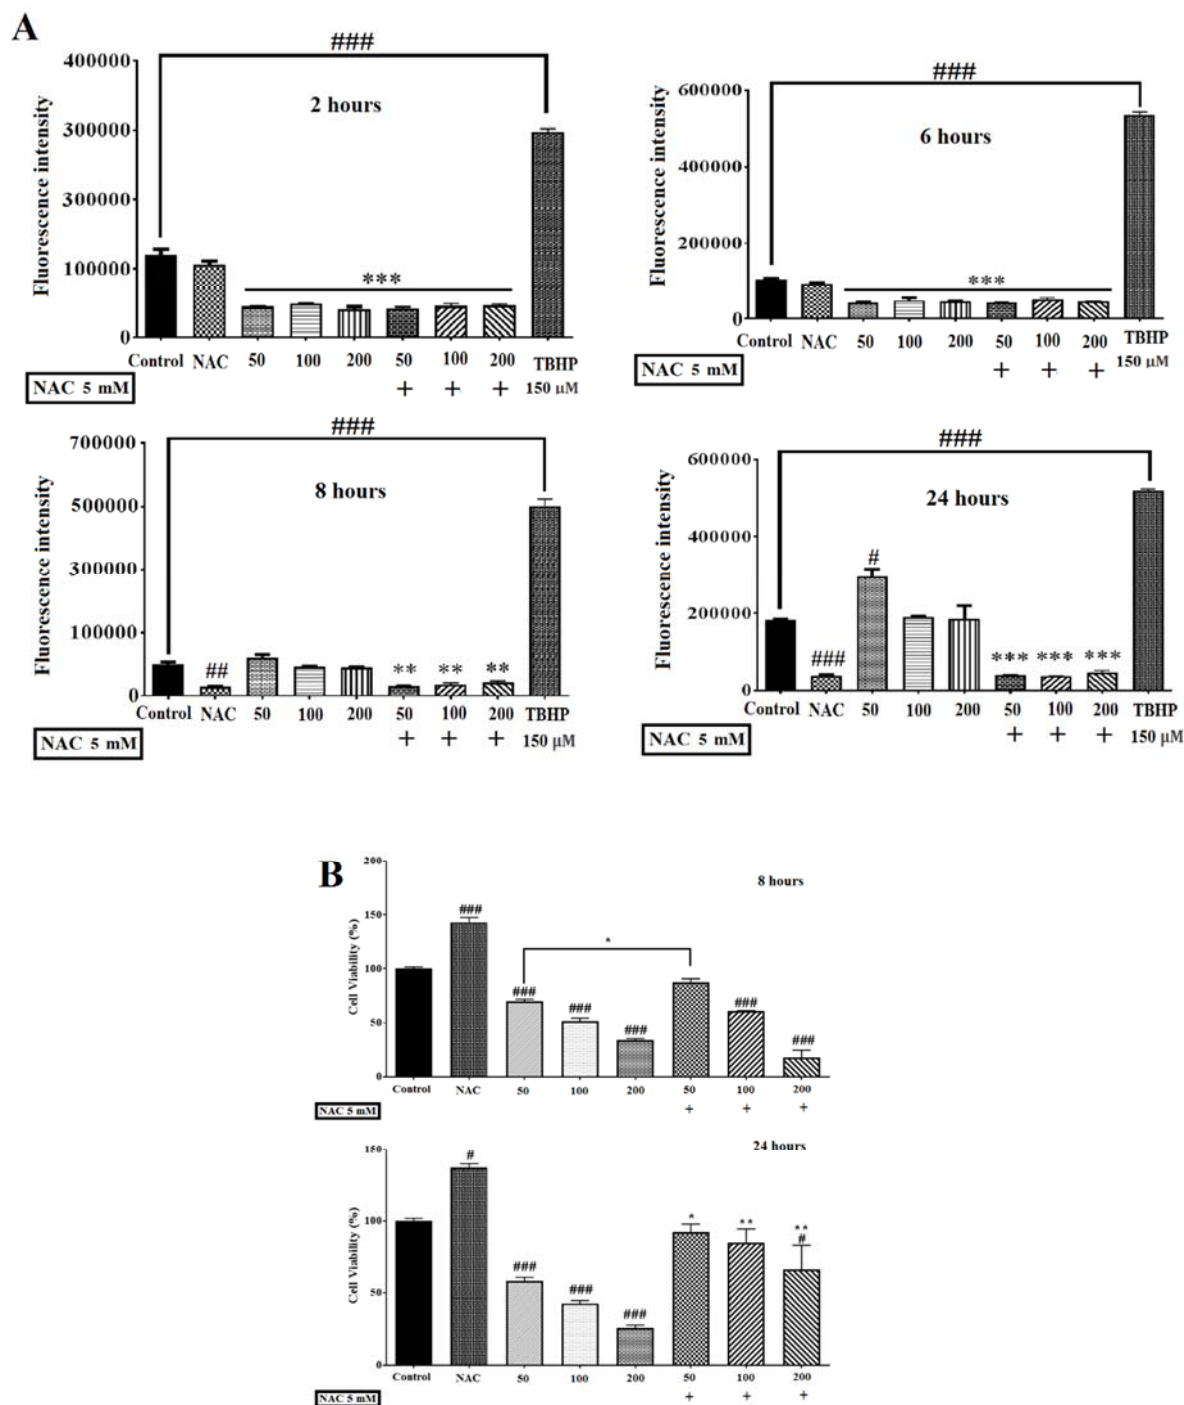 A
###
400000
2 hours
300000
200000
100000
0
Fluorescence intensity
***
Control NAC 50 100 200 50 100 200 TBHP
NAC 5 mM + + + 150 μM
###
600000
6 hours
400000
200000
0
Fluorescence intensity
***
Control NAC 50 100 200 50 100 200 TBHP
NAC 5 mM + + + 150 μM
###
700000
8 hours
500000
300000
100000
0
Fluorescence intensity
## ** ** **
Control NAC 50 100 200 50 100 200 TBHP
NAC 5 mM + + + 150 μM
###
600000
24 hours
400000
200000
0
Fluorescence intensity
#
### *** *** ***
Control NAC 50 100 200 50 100 200 TBHP
NAC 5 mM + + + 150 μM
B
200
8 hours
150
100
50
0
Cell Viability (%)
###
*
### ### ### ### ###
Control NAC 50 100 200 50 100 200
NAC 5 mM + + +
150
24 hours
100
50
0
Cell Viability (%)
#
* ** **
#
### ### ###
Control NAC 50 100 200 50 100 200
NAC 5 mM + + +